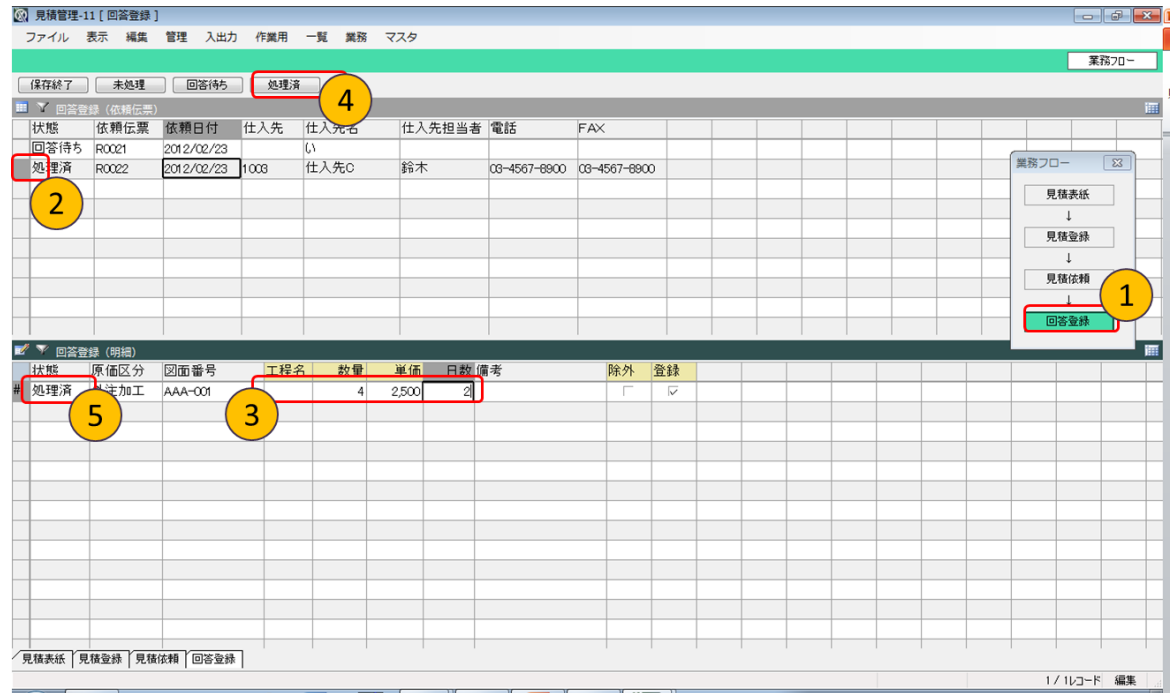 見積管理-11 [ 回答登録 ]
ファイル 表示 編集 管理 入出力 作業用 一覧 業務 マスタ
業務フロー
保存終了 未処理 回答待ち 処理済
4
回答登録 (依頼伝票)
状態 依頼伝票 依頼日付 仕入先 仕入先名 仕入先担当者 電話 FAX
回答待ち R0021 2012/02/23 い
処理済 R0022 2012/02/23 1003 仕入先C 鈴木 03-4567-8900 03-4567-8900
2
業務フロー
見積表紙
↓
見積登録
↓
見積依頼
↓
1
回答登録
回答登録 (明細)
状態 原価区分 図面番号 工程名 数量 単価 日数 備考 除外 登録
# 処理済 外注加工 AAA-001 4 2,500 2
5
3
見積表紙 見積登録 見積依頼 回答登録
1 / 1レコード 編集